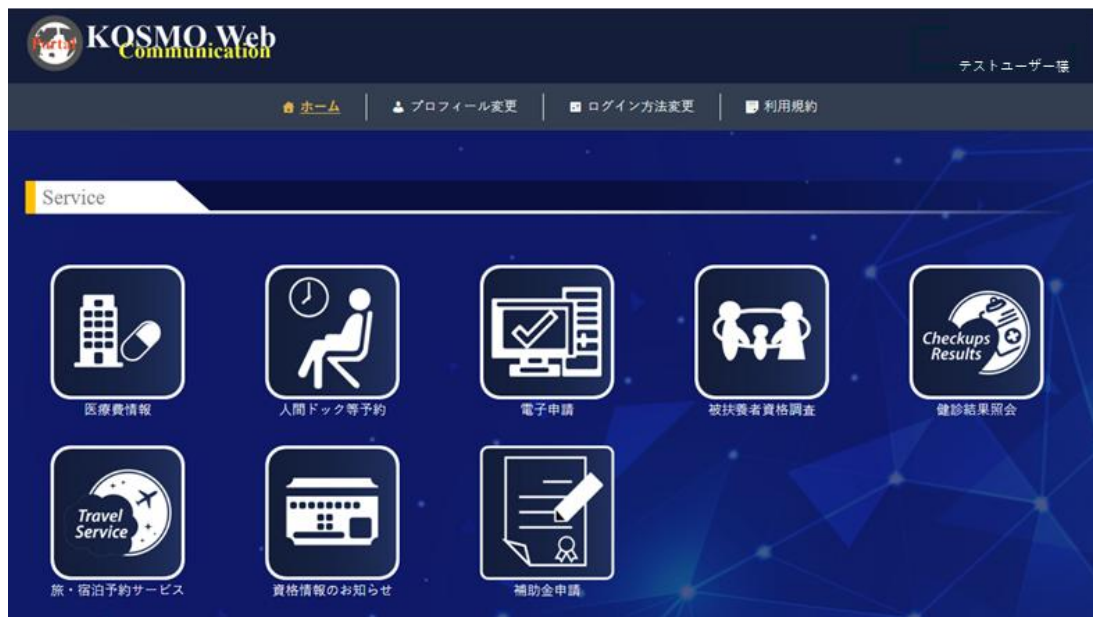 Portal
KOSMO Web
Communication
テストユーザー様
ホーム
プロフィール変更
ログイン方法変更
利用規約
Service
Checkups
Results
医療費情報
人間ドック等予約
電子申請
被扶養者資格調査
健診結果照会
Travel
Service
旅・宿泊予約サービス
資格情報のお知らせ
補助金申請